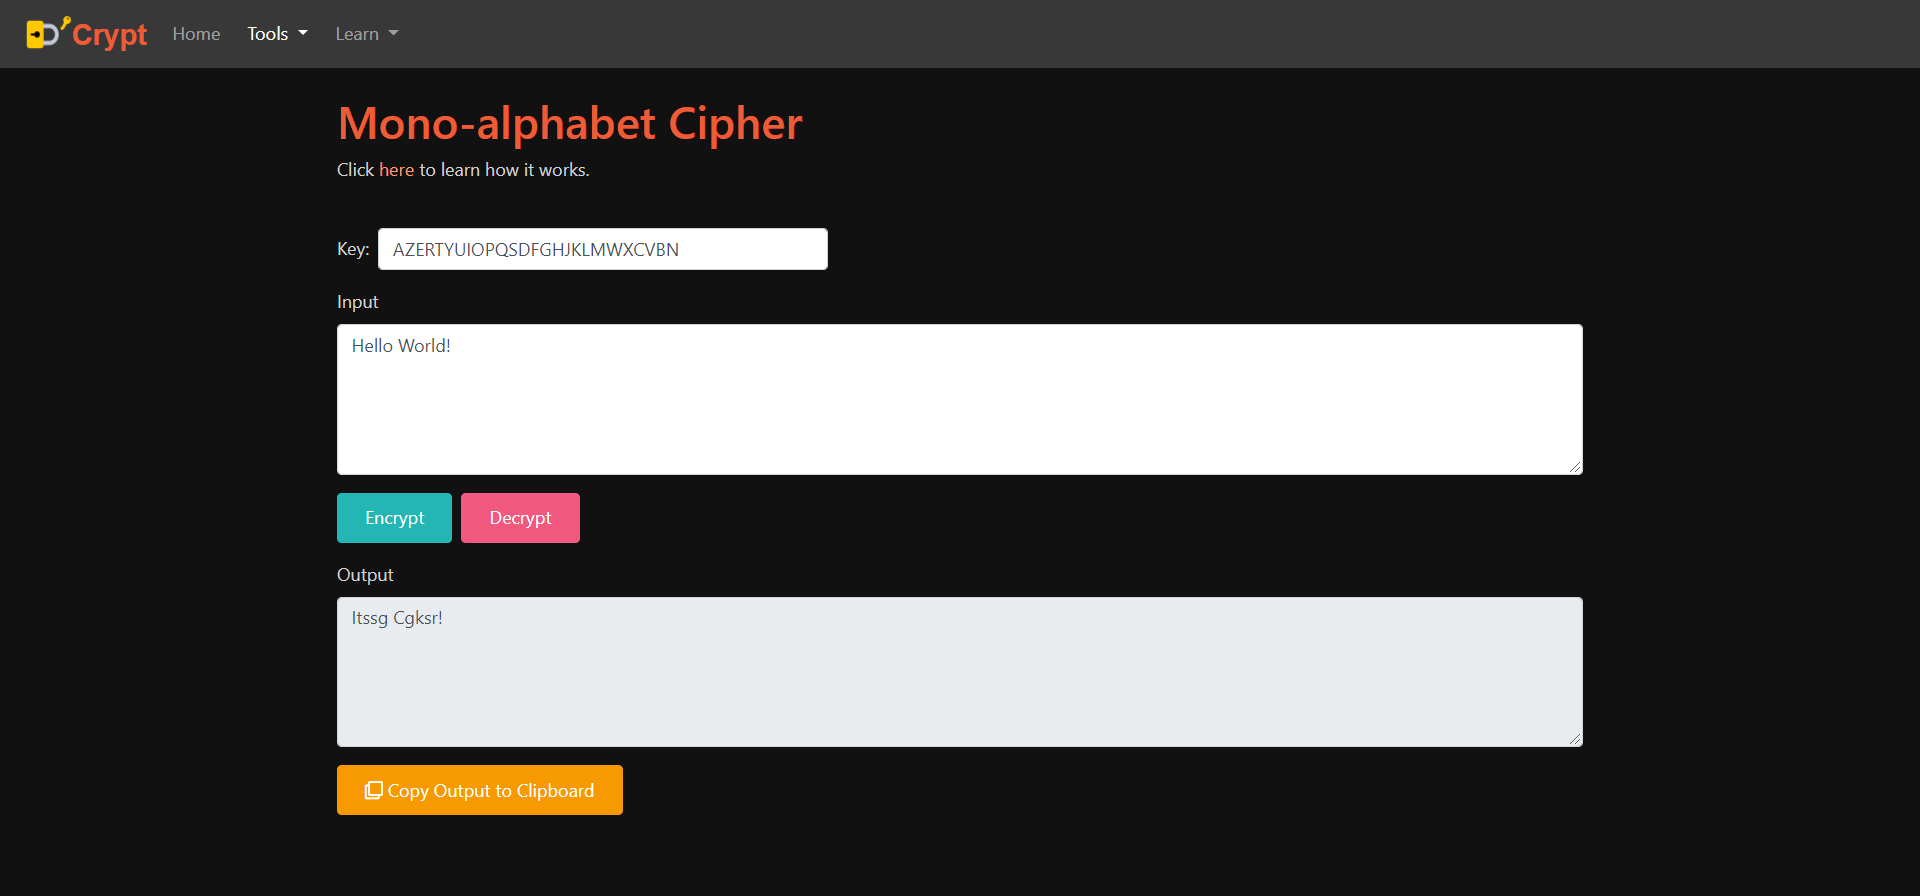 D'Crypt Home Tools Learn
Mono-alphabet Cipher
Click here to learn how it works.
Key: AZERTYUIOPQSDFGHJKLMWXCVBN
Input
Hello World!
Encrypt Decrypt
Output
Itssg Cgksr!
Copy Output to Clipboard